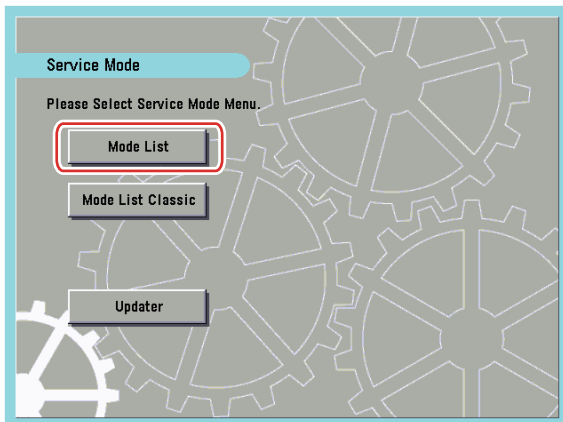 Service Mode
Please Select Service Mode Menu.
Mode List
Mode List Classic
Updater